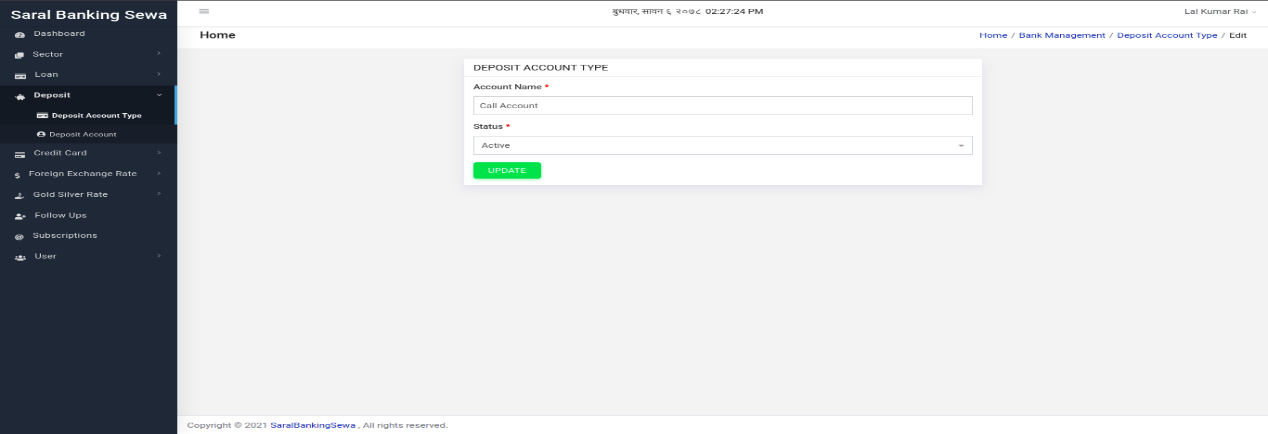 Saral Banking Sewa
बुधवार, सावन ६ २०७८ 02:27:24 PM
Lal Kumar Rai
Dashboard
Sector
Loan
Deposit
Deposit Account Type
Deposit Account
Credit Card
Foreign Exchange Rate
Gold Silver Rate
Follow Ups
Subscriptions
User
Home
Home / Bank Management / Deposit Account Type / Edit
DEPOSIT ACCOUNT TYPE
Account Name *
Call Account
Status *
Active
UPDATE
Copyright © 2021 SaralBankingSewa , All rights reserved.